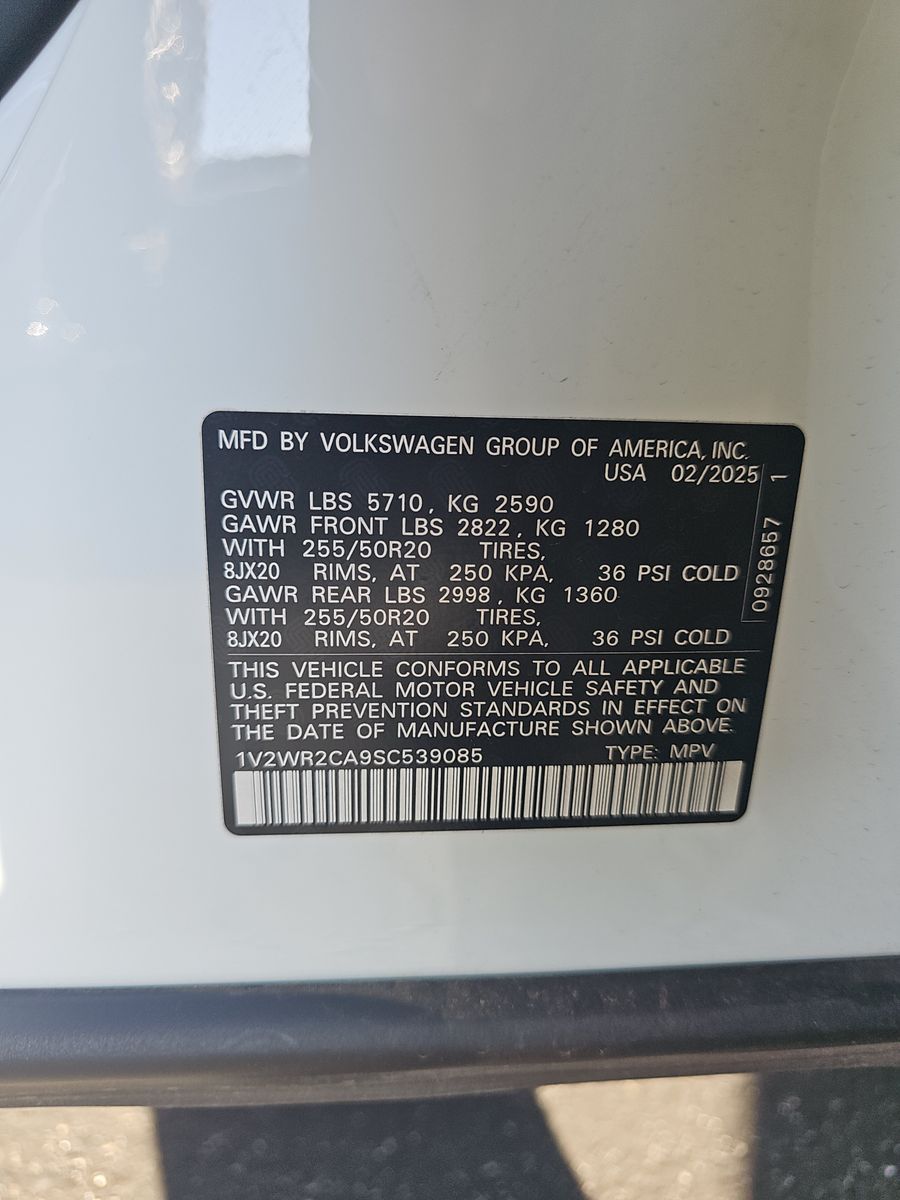 MFD BY VOLKSWAGEN GROUP OF AMERICA, INC.
USA 02/2025
GVWR LBS 5710, KG 2590
GAWR FRONT LBS 2822, KG 1280
WITH 255/50R20 TIRES,
8JX20 RIMS, AT 250 KPA, 36 PSI COLD
GAWR REAR LBS 2998, KG 1360
WITH 255/50R20 TIRES,
8JX20 RIMS, AT 250 KPA, 36 PSI COLD
THIS VEHICLE CONFORMS TO ALL APPLICABLE
U.S. FEDERAL MOTOR VEHICLE SAFETY AND
THEFT PREVENTION STANDARDS IN EFFECT ON
THE DATE OF MANUFACTURE SHOWN ABOVE.
1V2WR2CA9SC539085 TYPE: MPV
0928657 1